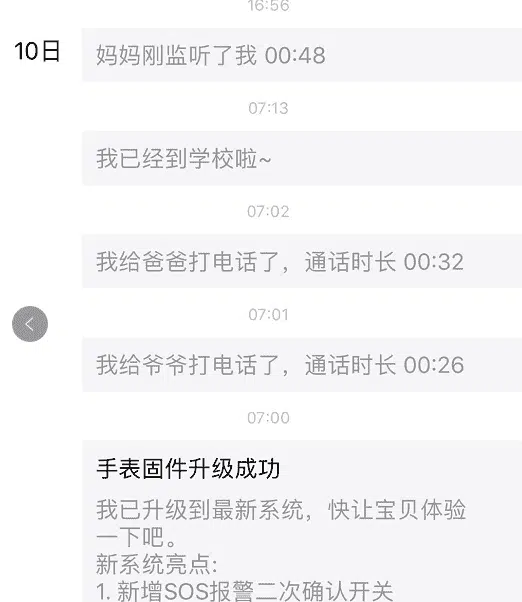 16:56
10日
妈妈刚监听了我 00:48
07:13
我已经到学校啦~
07:02
我给爸爸打电话了，通话时长 00:32
07:01
我给爷爷打电话了，通话时长 00:26
07:00
手表固件升级成功
我已升级到最新系统，快让宝贝体验
一下吧。
新系统亮点:
1. 新增SOS报警二次确认开关